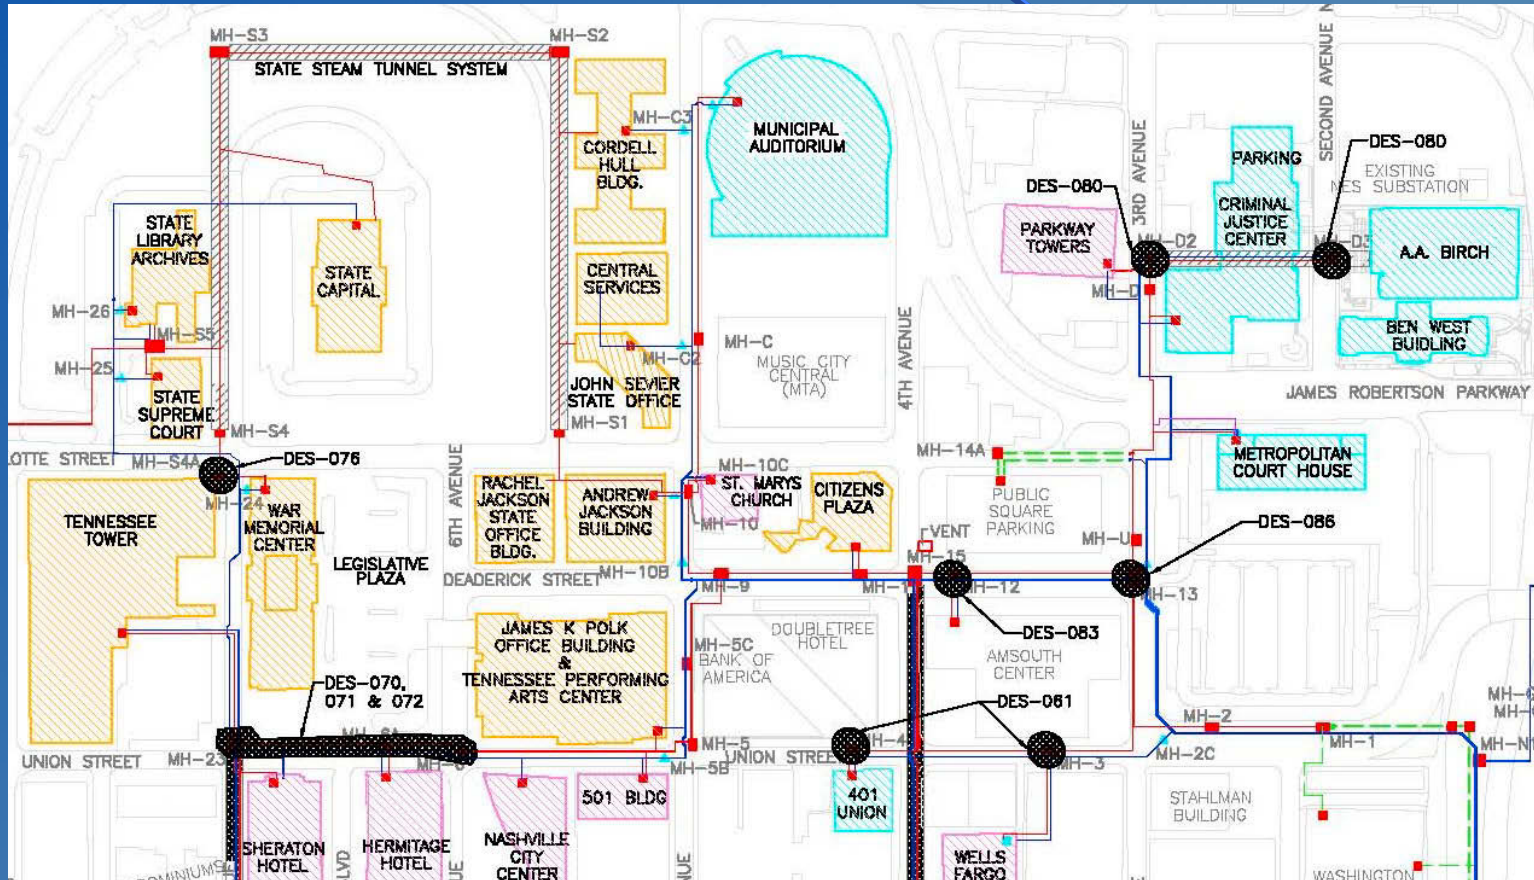 MH-S3
MH-S2
STATE STEAM TUNNEL SYSTEM
MH-C3
CORDELL
HULL
BLDG.
MUNICIPAL
AUDITORIUM
3RD AVENUE
SECOND AVENUE N
PARKING
DES-080
EXISTING
NES SUBSTATION
DES-080
PARKWAY
TOWERS
CRIMINAL
JUSTICE
CENTER
MH-D2
MH-D3
A.A. BIRCH
MH-D
BEN WEST
BUIDLING
STATE
LIBRARY
ARCHIVES
STATE
CAPITAL
CENTRAL
SERVICES
MH-26
MH-S5
MH-25
STATE
SUPREME
COURT
MH-C
MH-C2
JOHN SEVIER
STATE OFFICE
MUSIC CITY
CENTRAL
(MTA)
4TH AVENUE
JAMES ROBERTSON PARKWAY
MH-S4
MH-S1
LOTTE STREET
MH-S4A
DES-076
MH-24
6TH AVENUE
MH-14A
METROPOLITAN
COURT HOUSE
TENNESSEE
TOWER
WAR
MEMORIAL
CENTER
LEGISLATIVE
PLAZA
RACHEL
JACKSON
STATE
OFFICE
BLDG.
ANDREW
JACKSON
BUILDING
MH-10C
ST. MARYS
CHURCH
MH-10
CITIZENS
PLAZA
PUBLIC
SQUARE
PARKING
VENT
MH-U
DES-086
DEADERICK STREET
MH-10B
MH-9
MH-1
MH-15
MH-12
MH-13
JAMES K POLK
OFFICE BUILDING
&
TENNESSEE PERFORMING
ARTS CENTER
MH-5C
BANK OF
AMERICA
DOUBLETREE
HOTEL
DES-083
AMSOUTH
CENTER
DES-070,
071 & 072
DES-061
UNION STREET
MH-23
MH-6A
MH-5
MH-5B
UNION STREE
MH-4
MH-3
MH-2C
MH-2
MH-1
MH-N1
SHERATON
HOTEL
HERMITAGE
HOTEL
NASHVILLE
CITY
CENTER
501 BLDG
401
UNION
WELLS
FARGO
STAHLMAN
BUILDING
WASHINGTON